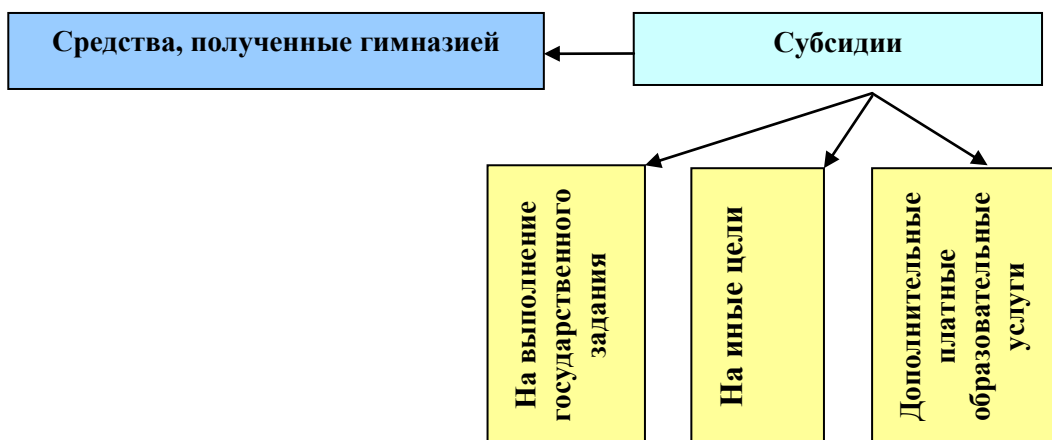 Средства, полученные гимназией
Субсидии
На выполнение
государственного
задания
На иные цели
Дополнительные
платные
образовательные
услуги